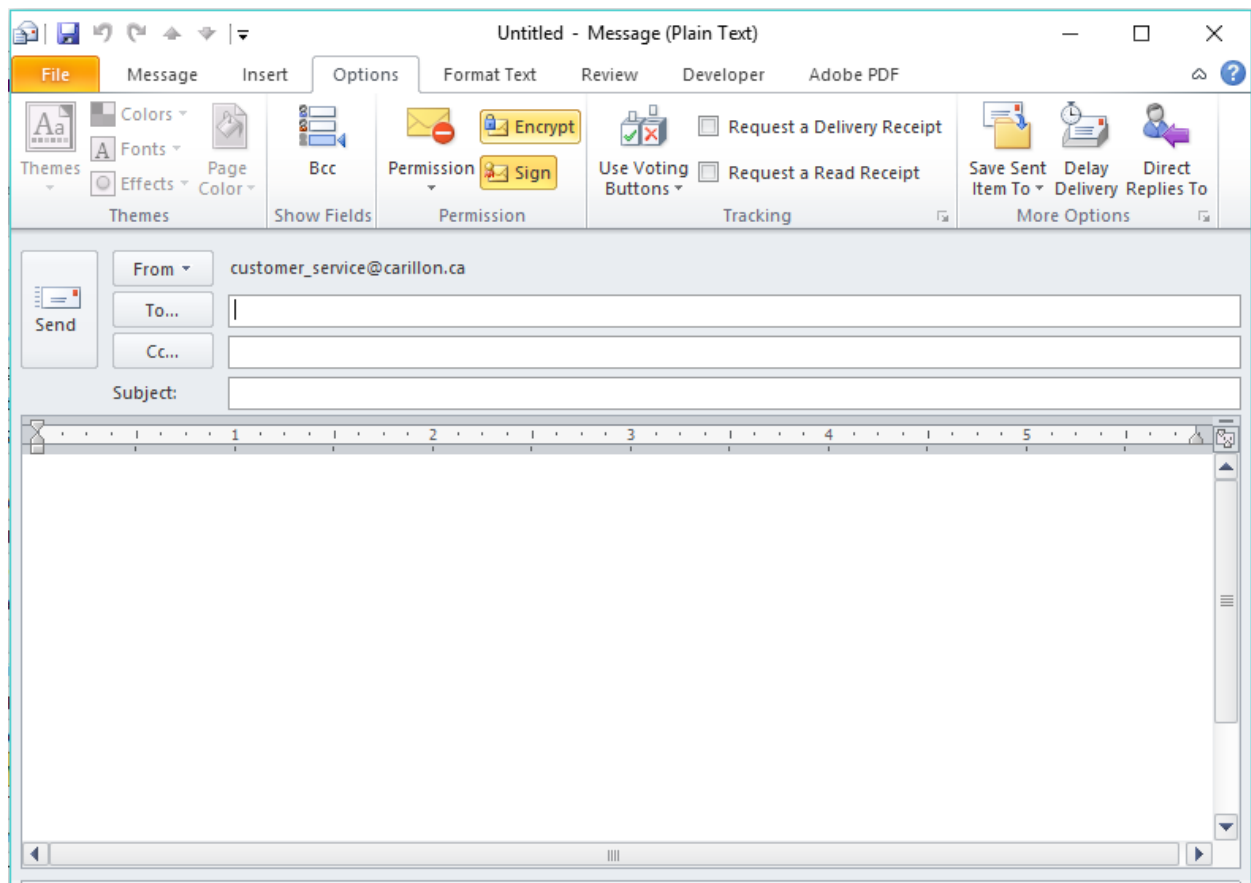 Untitled - Message (Plain Text)
File Message Insert Options Format Text Review Developer Adobe PDF
Aa
Themes
Colors
A Fonts
Effects
Page
Color
Themes
Bcc
Show Fields
Permission
Encrypt
Sign
Permission
Use Voting
Buttons
Request a Delivery Receipt
Request a Read Receipt
Tracking
Save Sent
Item To
Delay
Delivery
Direct
Replies To
More Options
Send
From customer_service@carillon.ca
To...
Cc...
Subject:
1 2 3 4 5